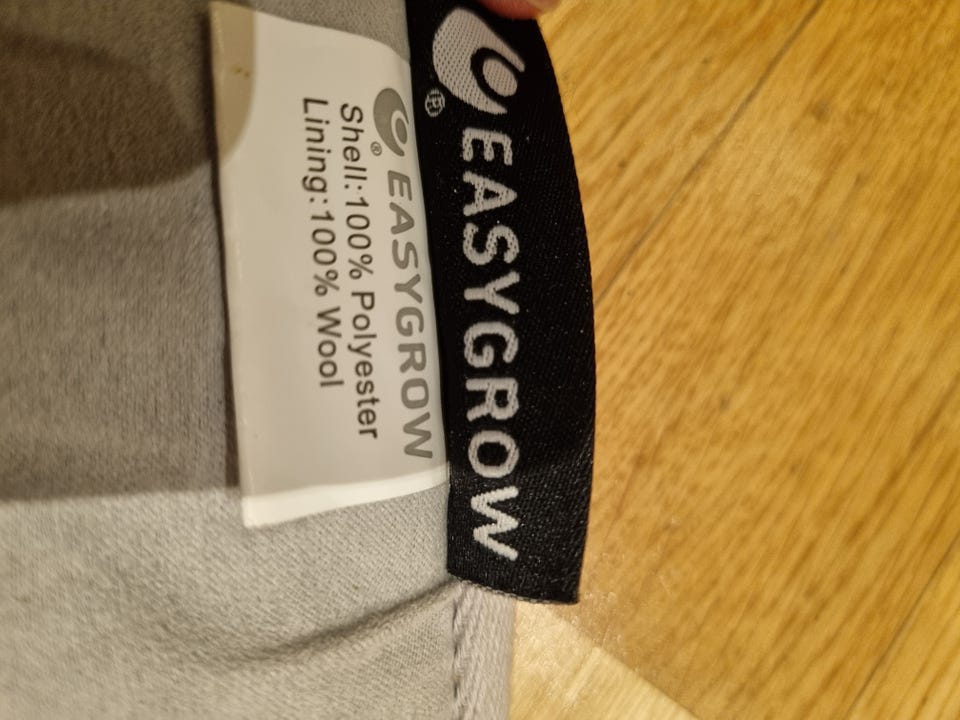 EASYGROW
®
EASYGROW
®
Shell:100% Polyester
Lining:100% Wool